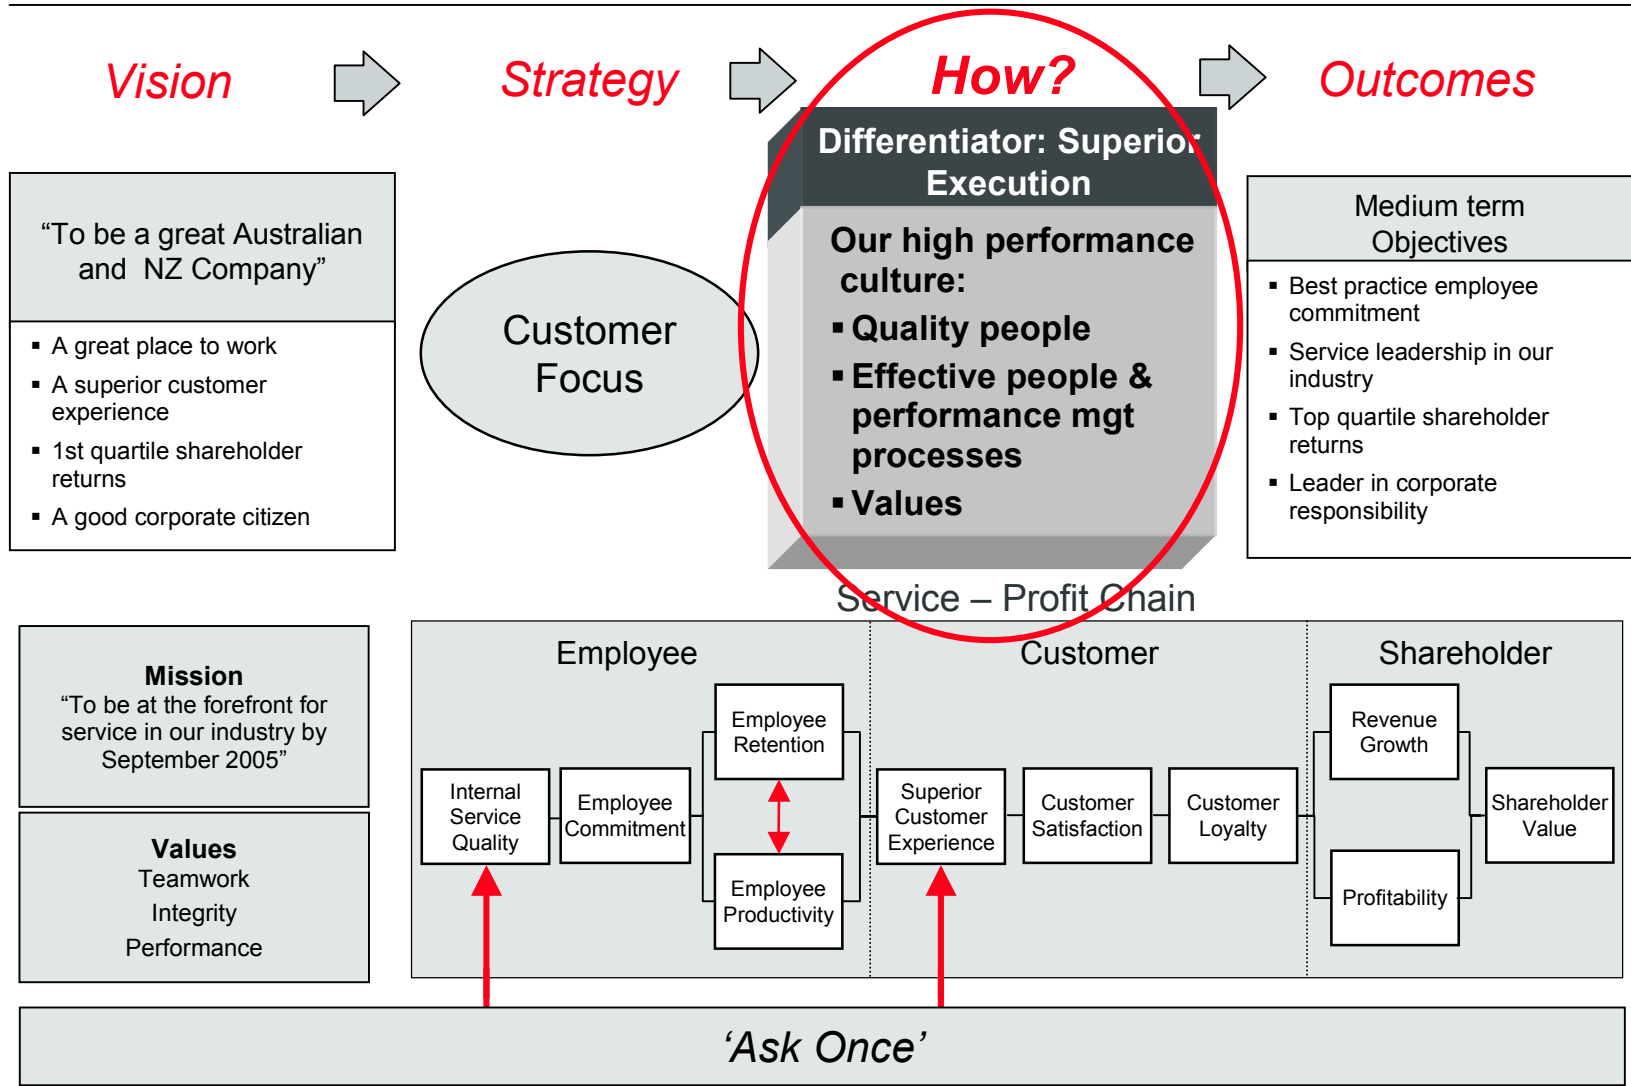 Vision
Strategy
How?
Outcomes
“To be a great Australian
and NZ Company”
▪ A great place to work
▪ A superior customer
experience
▪ 1st quartile shareholder
returns
▪ A good corporate citizen
Customer
Focus
Differentiator: Superior
Execution
Our high performance
culture:
▪ Quality people
▪ Effective people &
performance mgt
processes
▪ Values
Medium term
Objectives
▪ Best practice employee
commitment
▪ Service leadership in our
industry
▪ Top quartile shareholder
returns
▪ Leader in corporate
responsibility
Mission
“To be at the forefront for
service in our industry by
September 2005”
Values
Teamwork
Integrity
Performance
Service – Profit Chain
Employee
Internal
Service
Quality
Employee
Commitment
Employee
Retention
Employee
Productivity
Customer
Superior
Customer
Experience
Customer
Satisfaction
Customer
Loyalty
Shareholder
Revenue
Growth
Profitability
Shareholder
Value
‘Ask Once’